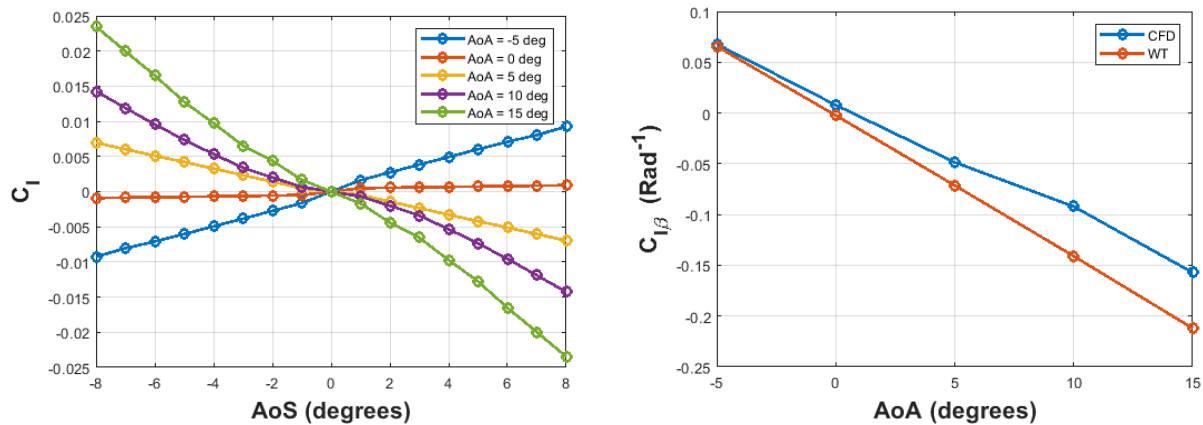 0.025
0.02
0.015
0.01
0.005
0
-0.005
-0.01
-0.015
-0.02
-0.025
C_l
AoA = -5 deg
AoA = 0 deg
AoA = 5 deg
AoA = 10 deg
AoA = 15 deg
-8 -6 -4 -2 0 2 4 6 8
AoS (degrees)
0.1
0.05
0
-0.05
-0.1
-0.15
-0.2
-0.25
C_lβ (Rad^-1)
CFD
WT
-5 0 5 10 15
AoA (degrees)